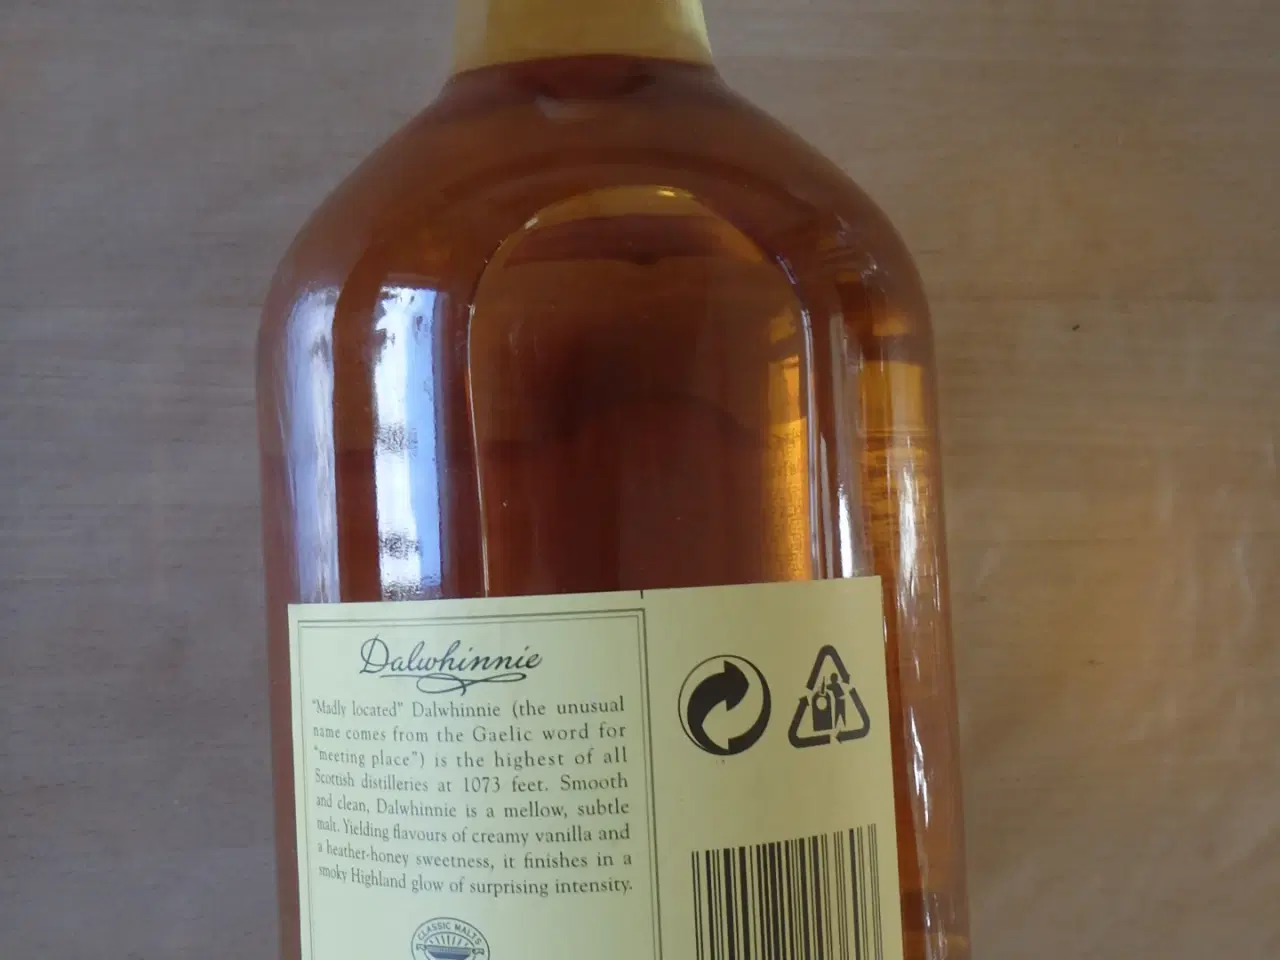 Dalwhinnie
"Madly located" Dalwhinnie (the unusual
name comes from the Gaelic word for
"meeting place") is the highest of all
Scottish distilleries at 1073 feet. Smooth
and clean, Dalwhinnie is a mellow, subtle
malt. Yielding flavours of creamy vanilla and
a heather-honey sweetness, it finishes in a
smoky Highland glow of surprising intensity.
CLASSIC MALTS